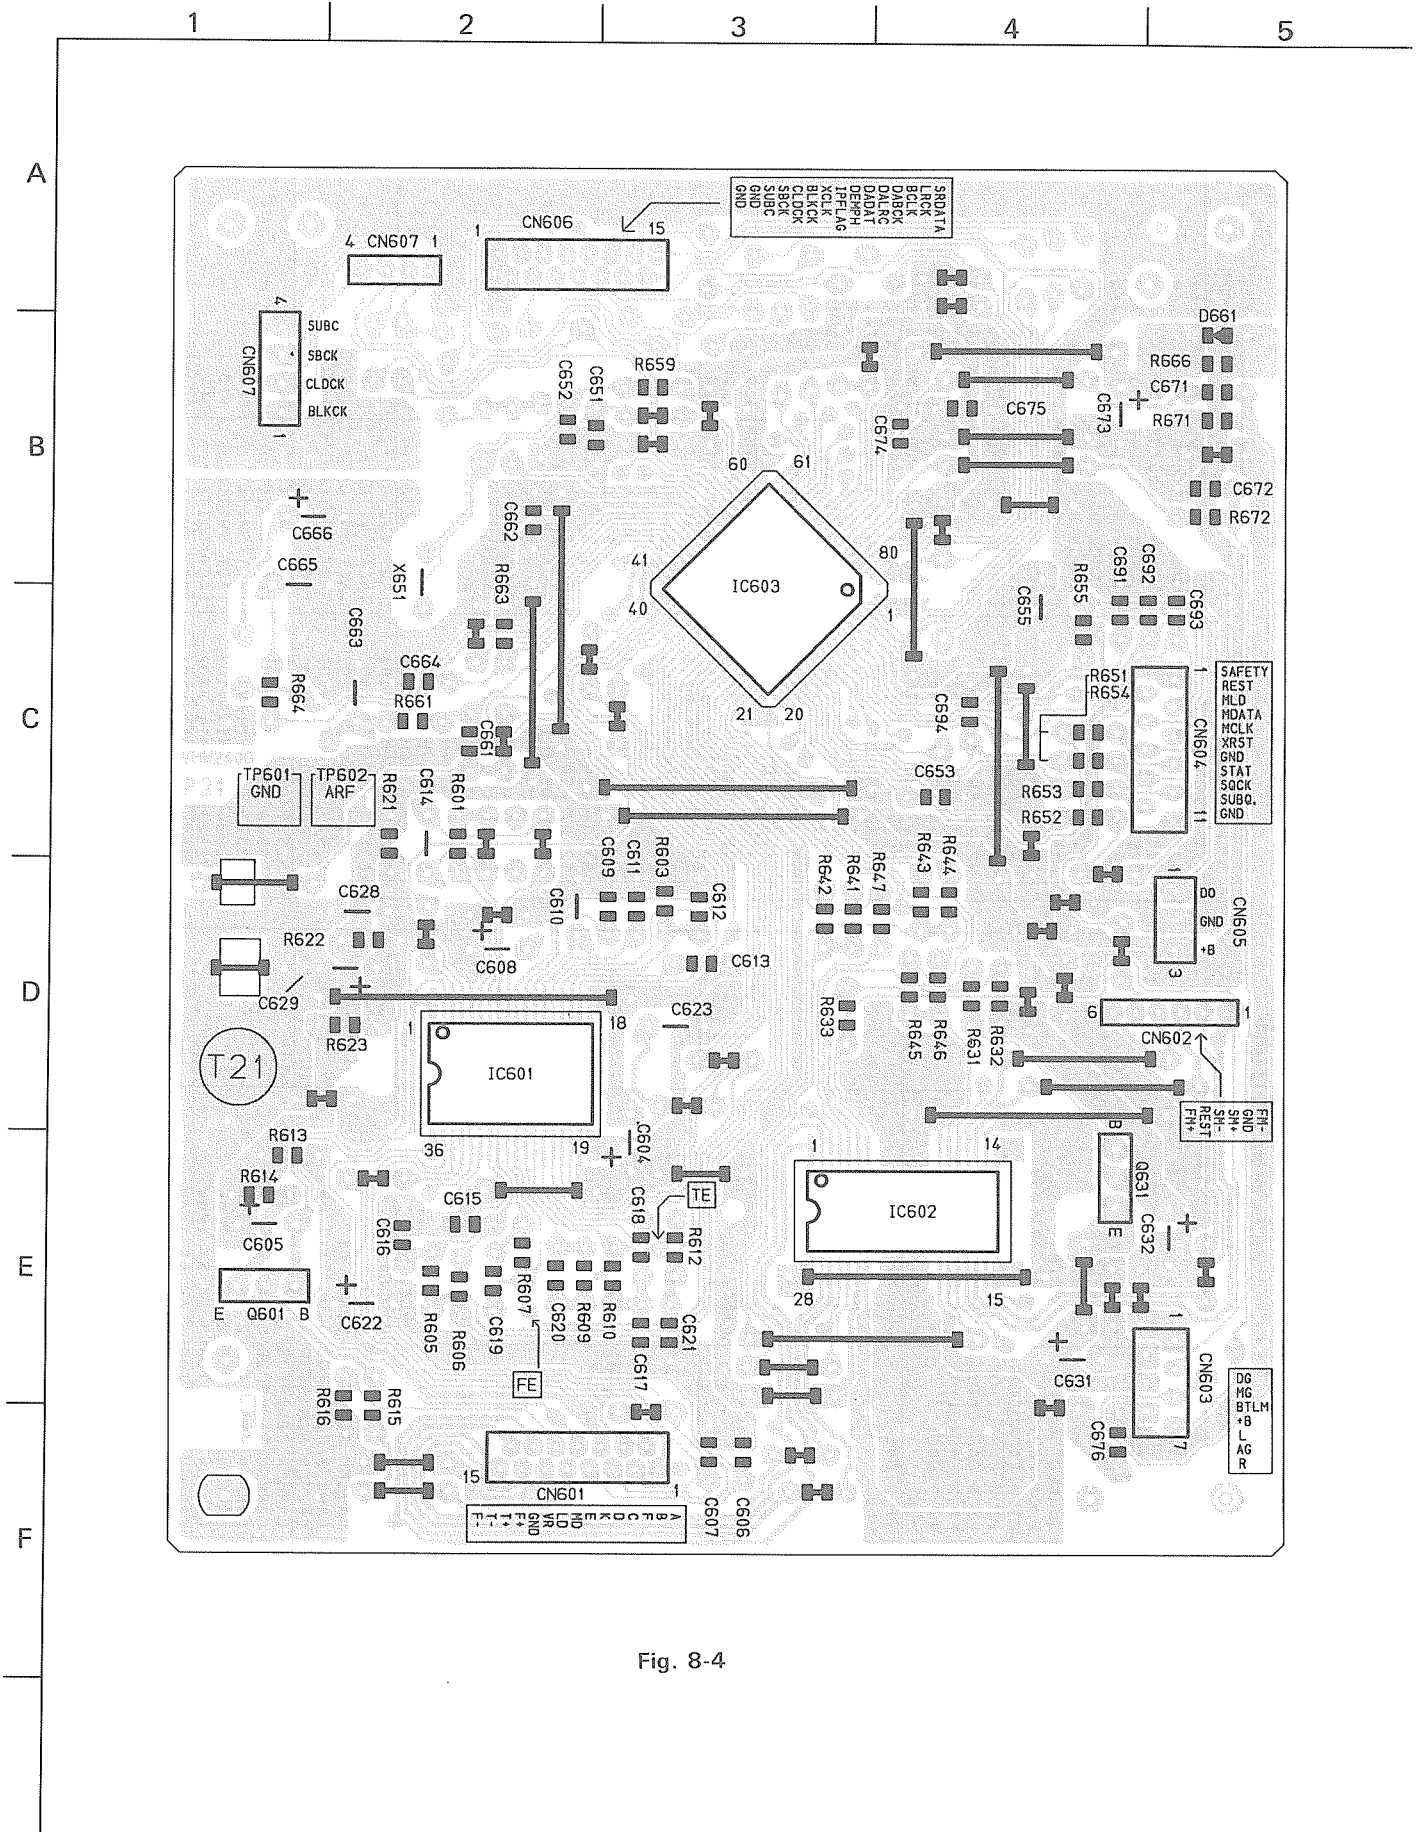 1 2 3 4 5
A
B
C
D
E
F
SRDATA
LRCK
BCLK
DABCK
DALRC
DADAT
DEMPH
IPFLAG
XCLK
BLKCK
CLDCK
SBCK
SUBC
GND
GND
1 CN606 15
4 CN607 1
4
CN607
1
SUBC
SBCK
CLDCK
BLKCK
D661
R666
C671
R671
C672
R672
C673
C675
C674
R659
C652
C651
60 61
41 80
40 1
21 20
IC603
C666
C665
C662
X651
R663
C663
C664
R661
R664
C661
C655
R655
C691
C692
C693
R651
R654
C694
C653
R653
R652
1
CN604
11
SAFETY
REST
MLD
MDATA
MCLK
XRST
GND
STAT
SQCK
SUBQ.
GND
TP601
GND
TP602
ARF
R621
C614
R601
C609
C611
R603
C610
C612
C613
C608
C628
R622
C629
R623
C623
R642
R641
R647
R643
R644
R633
R645
R646
R631
R632
1
DO
GND
+B
3
CN605
6 1
CN602
FM-
GND
SM+
SM-
REST
FM+
T21
1 18
IC601
36 19
C604
R613
R614
C605
E Q601 B
C622
C616
C615
R605
R606
C619
R607
C620
R609
R610
C618
R612
C617
C621
TE
FE
1 14
IC602
28 15
B
Q631
E
C632
C631
1
CN603
7
DG
MG
BTLM
+B
L
AG
R
C676
R616
R615
15 CN601 1
F-
T-
T+
F+
GND
VR
LD
MD
E
K
D
C
F
B
A
C607
C606
Fig. 8-4